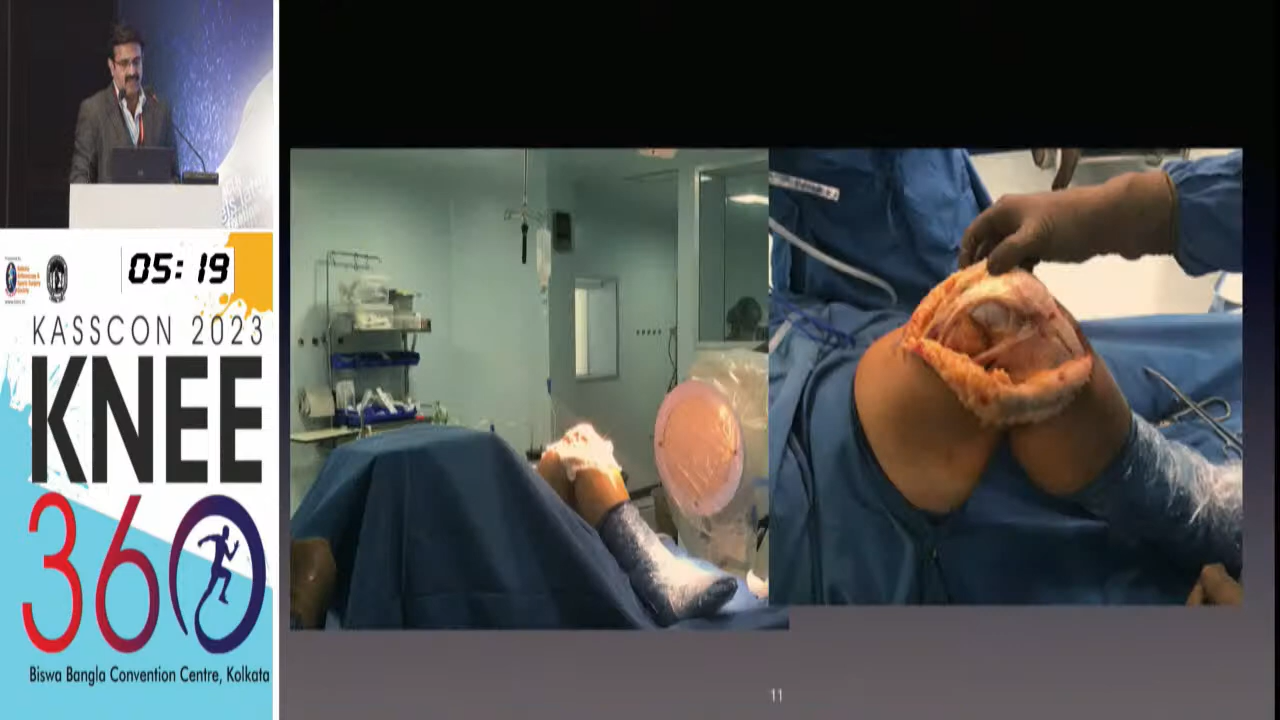 05:19
KASSCON 2023
KNEE
360
Biswa Bangla Convention Centre, Kolkata
11